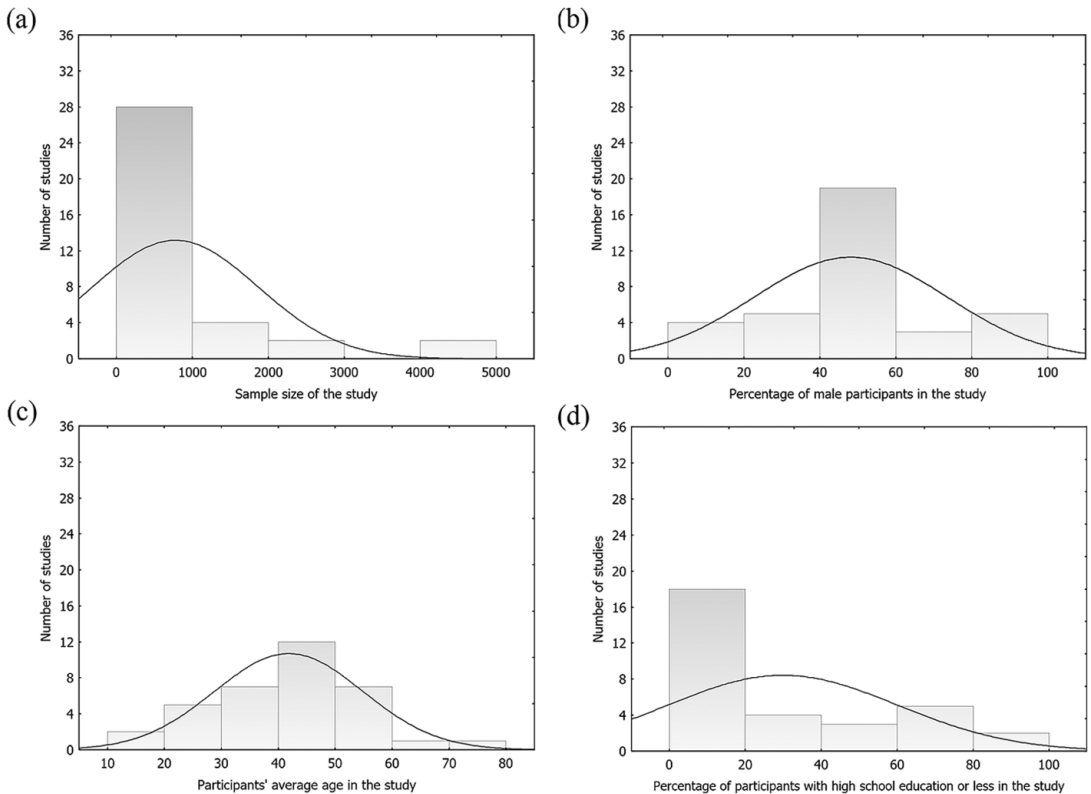 (a)
36
32
28
24
20
16
12
8
4
0
Number of studies
0 1000 2000 3000 4000 5000
Sample size of the study
(b)
36
32
28
24
20
16
12
8
4
0
Number of studies
0 20 40 60 80 100
Percentage of male participants in the study
(c)
36
32
28
24
20
16
12
8
4
0
Number of studies
10 20 30 40 50 60 70 80
Participants' average age in the study
(d)
36
32
28
24
20
16
12
8
4
0
Number of studies
0 20 40 60 80 100
Percentage of participants with high school education or less in the study